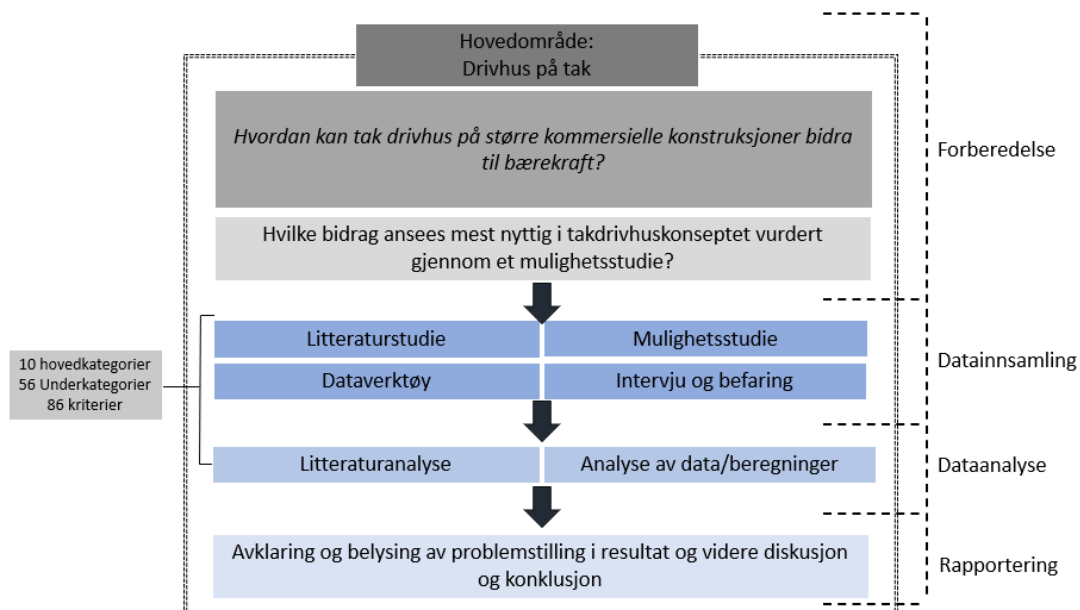 Hovedområde:
Drivhus på tak
Hvordan kan tak drivhus på større kommersielle konstruksjoner bidra
til bærekraft?
Forberedelse
Hvilke bidrag ansees mest nyttig i takdrivhuskonseptet vurdert
gjennom et mulighetsstudie?
Litteraturstudie
Mulighetsstudie
Dataverktøy
Intervju og befaring
Datainnsamling
10 hovedkategorier
56 Underkategorier
86 kriterier
Litteraturanalyse
Analyse av data/beregninger
Dataanalyse
Avklaring og belysing av problemstilling i resultat og videre diskusjon
og konklusjon
Rapportering